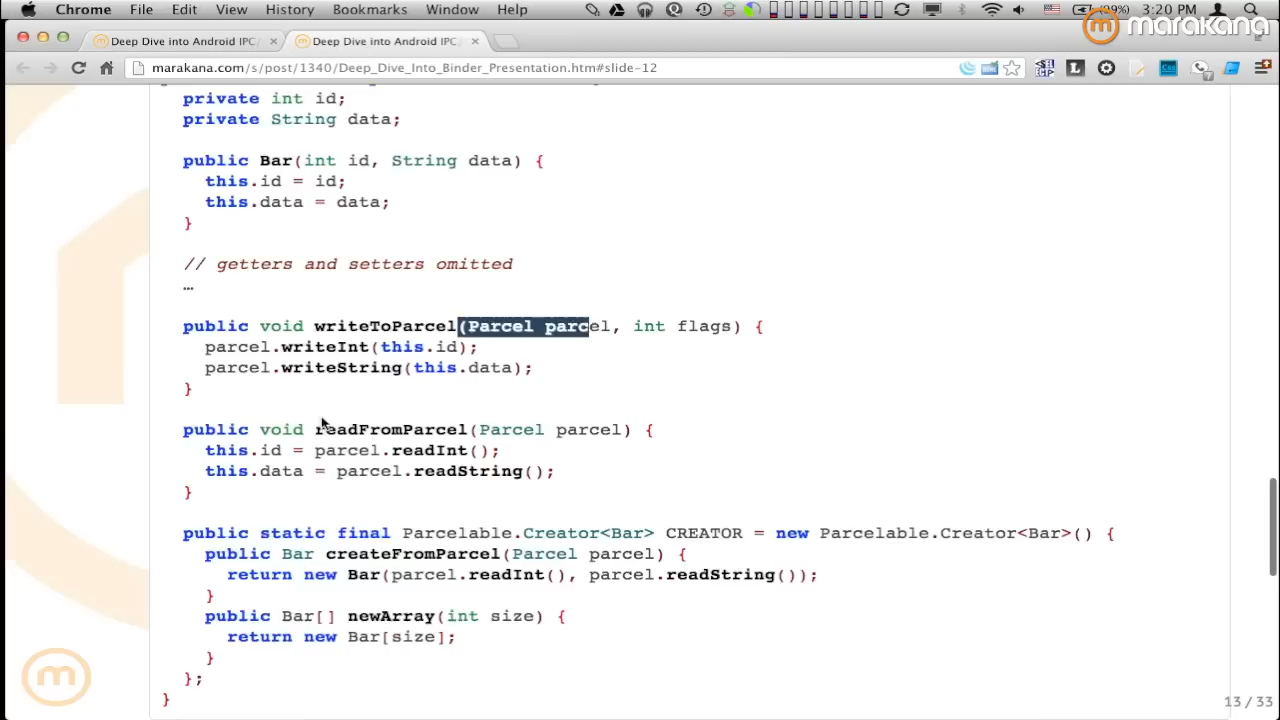 Chrome File Edit View History Bookmarks Window Help (99%) 3:20 PM
marakana
Deep Dive into Android IPC/ × Deep Dive into Android IPC/ ×
marakana.com/s/post/1340/Deep_Dive_Into_Binder_Presentation.htm#slide-12
private int id;
private String data;
public Bar(int id, String data) {
this.id = id;
this.data = data;
}
// getters and setters omitted
…
public void writeToParcel(Parcel parcel, int flags) {
parcel.writeInt(this.id);
parcel.writeString(this.data);
}
public void readFromParcel(Parcel parcel) {
this.id = parcel.readInt();
this.data = parcel.readString();
}
public static final Parcelable.Creator<Bar> CREATOR = new Parcelable.Creator<Bar>() {
public Bar createFromParcel(Parcel parcel) {
return new Bar(parcel.readInt(), parcel.readString());
}
public Bar[] newArray(int size) {
return new Bar[size];
}
};
}
13 / 33